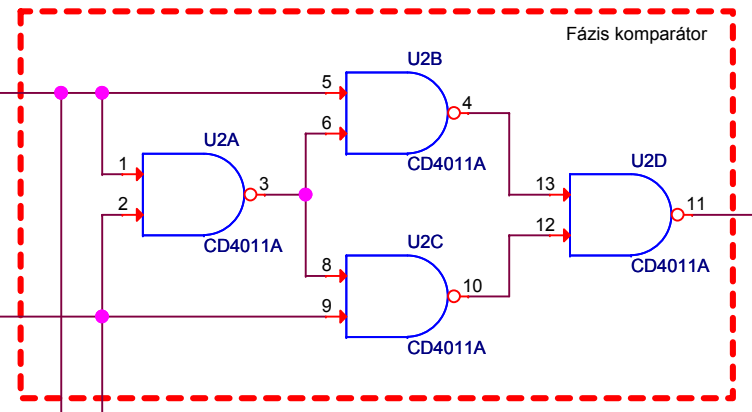 Fázis komparátor
U2B
5
4
6
U2A
CD4011A
1
U2D
3
2
13
11
12
U2C
CD4011A
8
CD4011A
10
9
CD4011A